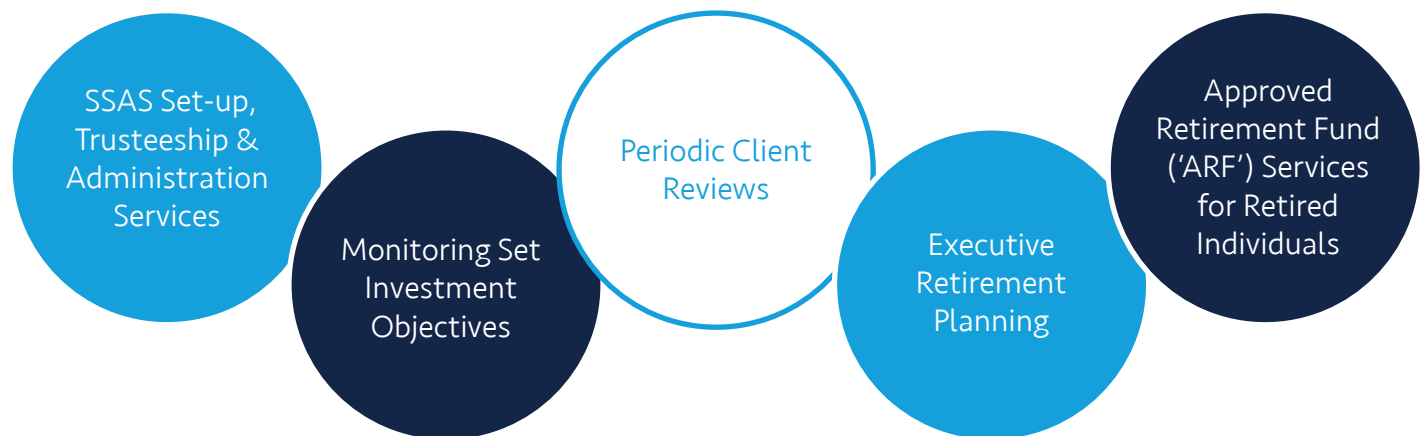 SSAS Set-up,
Trusteeship &
Administration
Services
Monitoring Set
Investment
Objectives
Periodic Client
Reviews
Executive
Retirement
Planning
Approved
Retirement Fund
(‘ARF’) Services
for Retired
Individuals